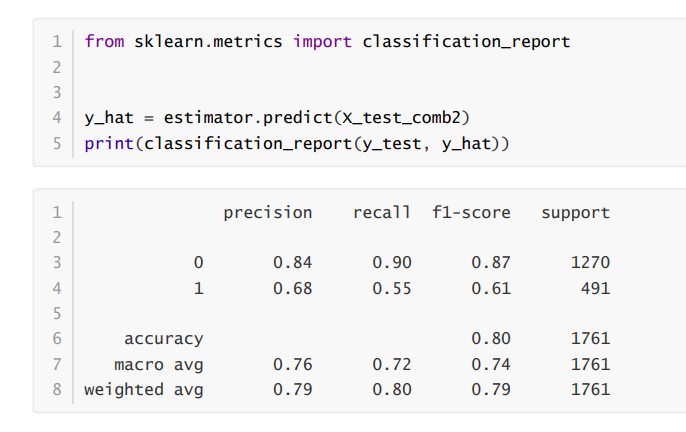 1 from sklearn.metrics import classification_report
2
3
4 y_hat = estimator.predict(X_test_comb2)
5 print(classification_report(y_test, y_hat))
1 precision recall f1-score support
2
3 0 0.84 0.90 0.87 1270
4 1 0.68 0.55 0.61 491
5
6 accuracy 0.80 1761
7 macro avg 0.76 0.72 0.74 1761
8 weighted avg 0.79 0.80 0.79 1761